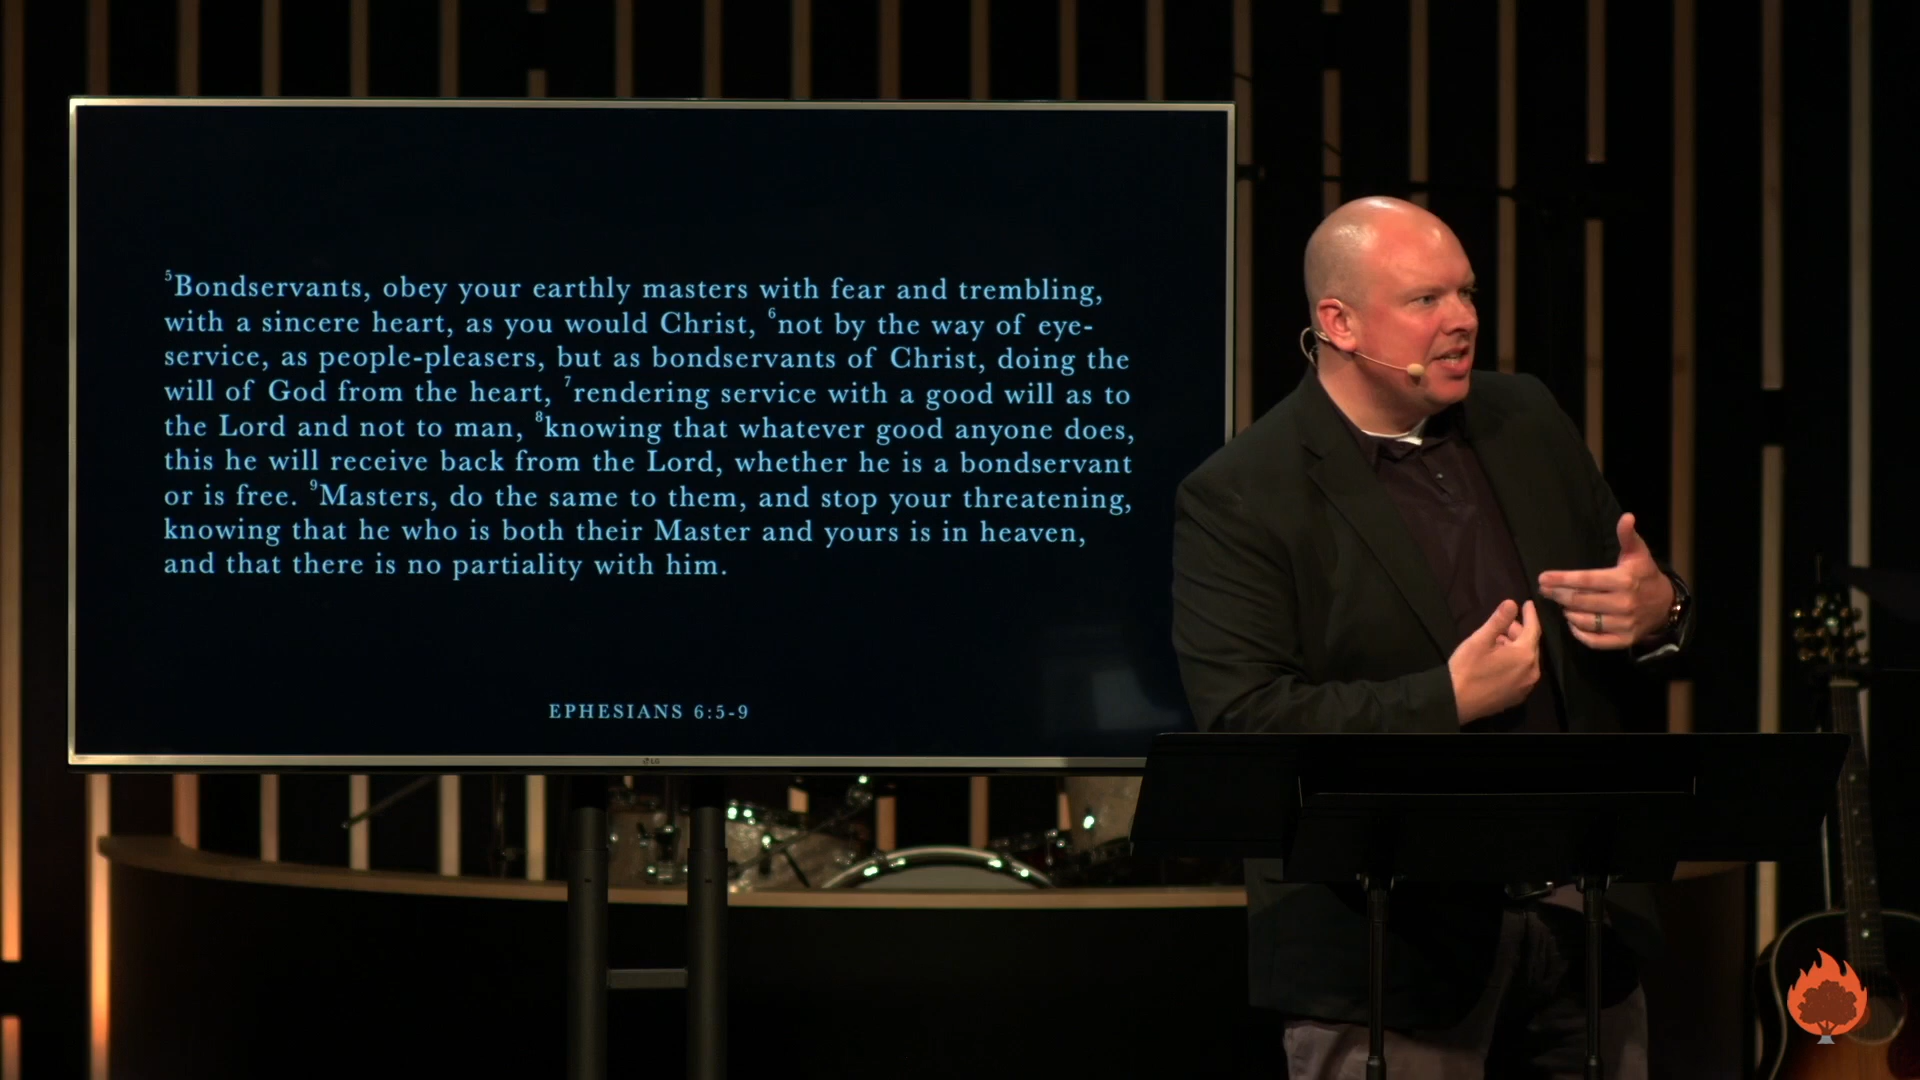 ⁵Bondservants, obey your earthly masters with fear and trembling,
with a sincere heart, as you would Christ, ⁶not by the way of eye-
service, as people-pleasers, but as bondservants of Christ, doing the
will of God from the heart, ⁷rendering service with a good will as to
the Lord and not to man, ⁸knowing that whatever good anyone does,
this he will receive back from the Lord, whether he is a bondservant
or is free. ⁹Masters, do the same to them, and stop your threatening,
knowing that he who is both their Master and yours is in heaven,
and that there is no partiality with him.
EPHESIANS 6:5-9
LG